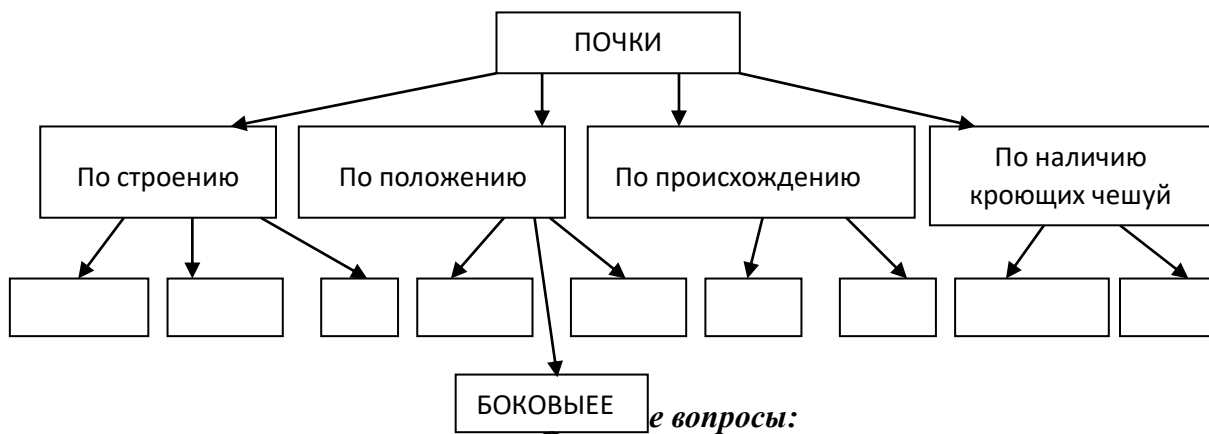 ПОЧКИ
По строению
По положению
По происхождению
По наличию
кроющих чешуй
БОКОВЫЕЕ
е вопросы: